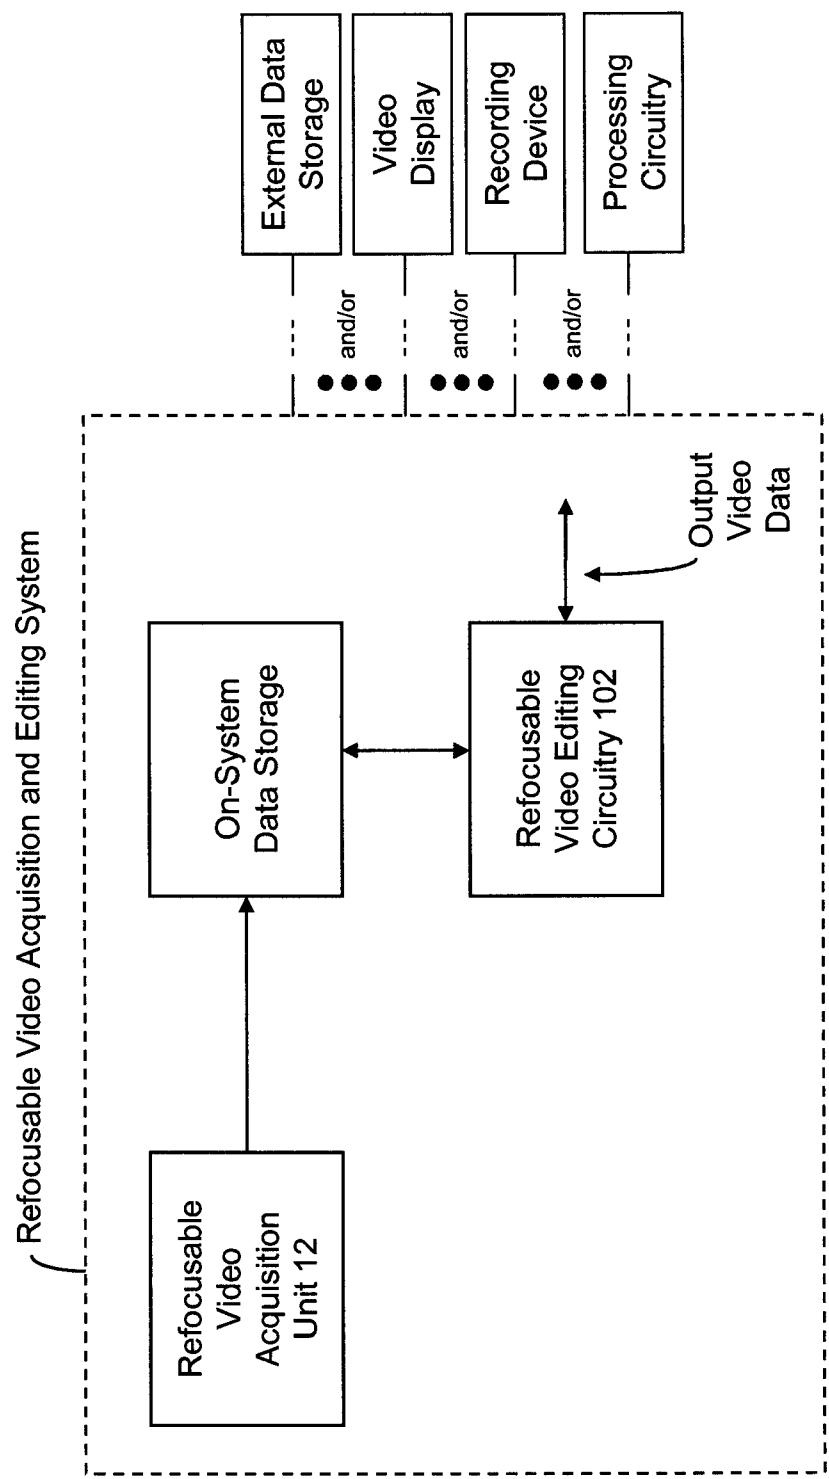 Refocusable Video Acquisition and Editing System
Refocusable
Video
Acquisition
Unit 12
On-System
Data Storage
Refocusable
Video Editing
Circuitry 102
Output
Video
Data
External Data
Storage
and/or
Video
Display
and/or
Recording
Device
and/or
Processing
Circuitry